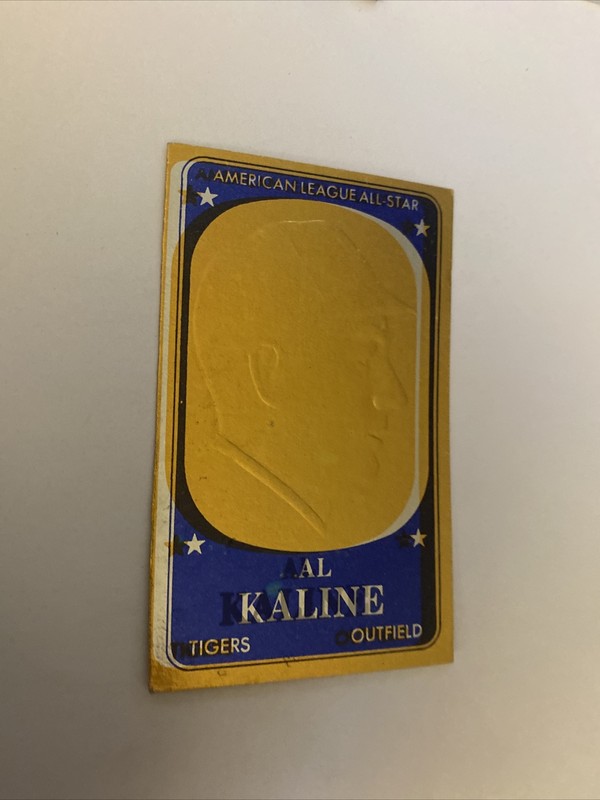 AMERICAN LEAGUE ALL-STAR
AL
KALINE
TIGERS OUTFIELD